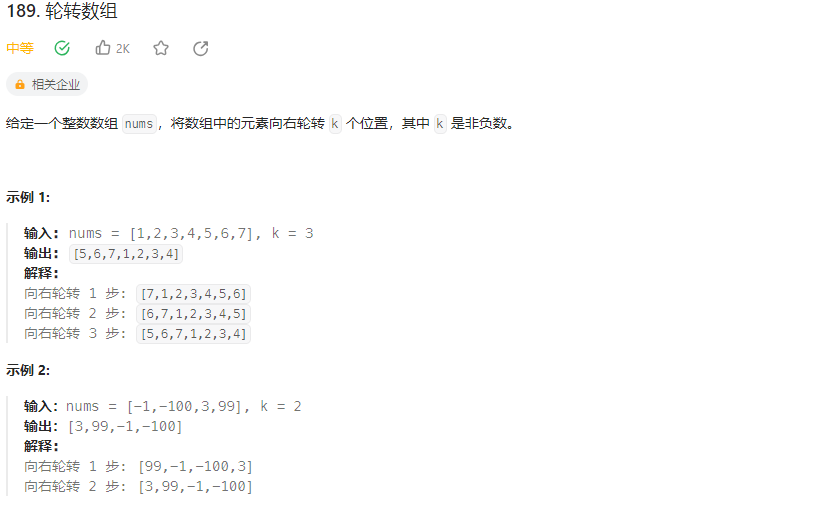 189. 轮转数组
中等 2K
相关企业
给定一个整数数组 nums，将数组中的元素向右轮转 k 个位置，其中 k 是非负数。
示例 1:
输入: nums = [1,2,3,4,5,6,7], k = 3
输出: [5,6,7,1,2,3,4]
解释:
向右轮转 1 步: [7,1,2,3,4,5,6]
向右轮转 2 步: [6,7,1,2,3,4,5]
向右轮转 3 步: [5,6,7,1,2,3,4]
示例 2:
输入：nums = [-1,-100,3,99], k = 2
输出：[3,99,-1,-100]
解释:
向右轮转 1 步: [99,-1,-100,3]
向右轮转 2 步: [3,99,-1,-100]